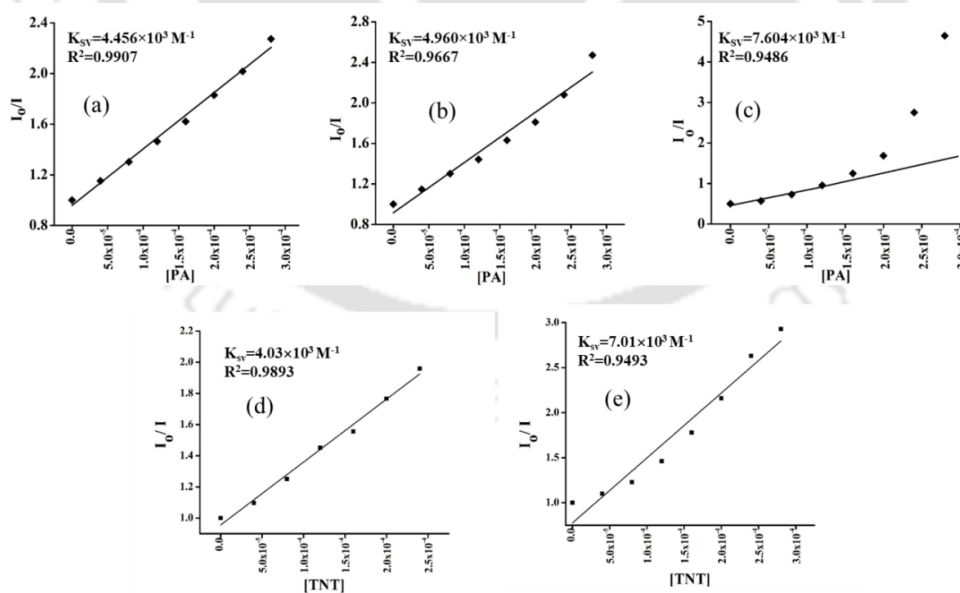 K_SV=4.456×10³ M⁻¹
R²=0.9907
(a)
I₀/I
2.4
2.0
1.6
1.2
0.8
0.0
5.0x10⁻⁵
1.0x10⁻⁴
1.5x10⁻⁴
2.0x10⁻⁴
2.5x10⁻⁴
3.0x10⁻⁴
[PA]
K_SV=4.960×10³ M⁻¹
R²=0.9667
(b)
I₀/I
2.8
2.4
2.0
1.6
1.2
0.8
0.0
5.0x10⁻⁵
1.0x10⁻⁴
1.5x10⁻⁴
2.0x10⁻⁴
2.5x10⁻⁴
3.0x10⁻⁴
[PA]
K_SV=7.604×10³ M⁻¹
R²=0.9486
(c)
I₀/I
5
4
3
2
1
0
0.0
5.0x10⁻⁵
1.0x10⁻⁴
1.5x10⁻⁴
2.0x10⁻⁴
2.5x10⁻⁴
3.0x10⁻⁴
[PA]
K_SV=4.03×10³ M⁻¹
R²=0.9893
(d)
I₀/ I
2.2
2.0
1.8
1.6
1.4
1.2
1.0
0.0
5.0x10⁻⁵
1.0x10⁻⁴
1.5x10⁻⁴
2.0x10⁻⁴
2.5x10⁻⁴
[TNT]
K_SV=7.01×10³ M⁻¹
R²=0.9493
(e)
I₀/ I
3.0
2.5
2.0
1.5
1.0
0.0
5.0x10⁻⁵
1.0x10⁻⁴
1.5x10⁻⁴
2.0x10⁻⁴
2.5x10⁻⁴
3.0x10⁻⁴
[TNT]